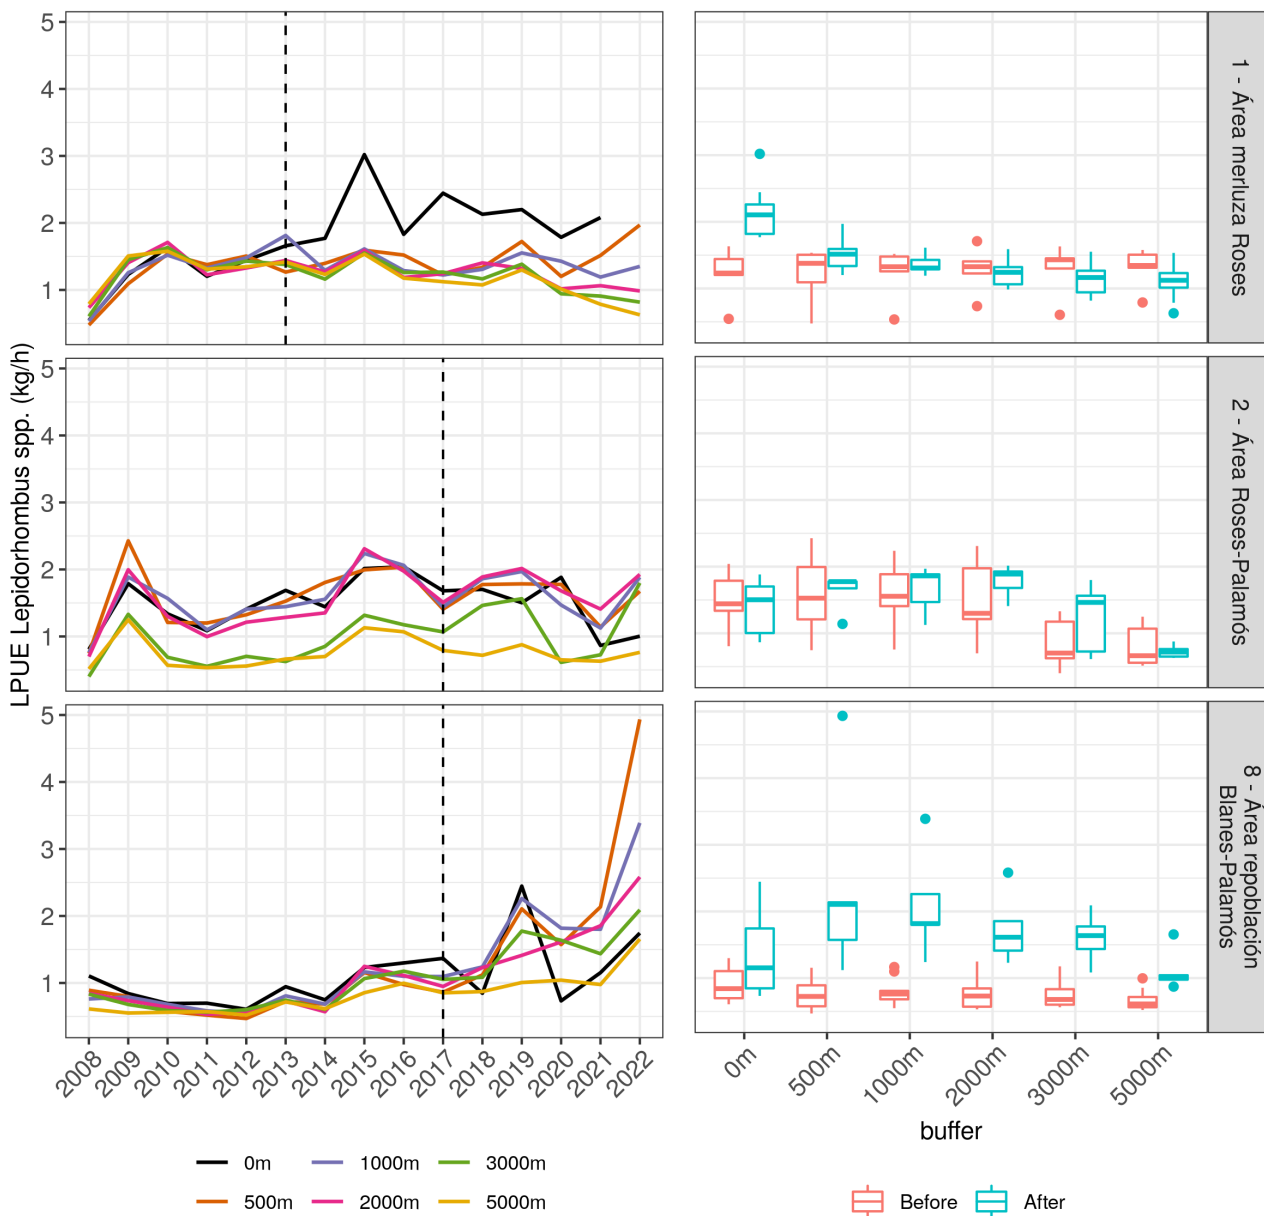 LPUE Lepidorhombus spp. (kg/h)
5
4
3
2
1
1 - Área merluza Roses
5
4
3
2
1
2 - Área Roses-Palamós
5
4
3
2
1
8 - Área repoblación
Blanes-Palamós
2008 2009 2010 2011 2012 2013 2014 2015 2016 2017 2018 2019 2020 2021 2022
0m 500m 1000m 2000m 3000m 5000m
buffer
0m 1000m 3000m
500m 2000m 5000m
Before After